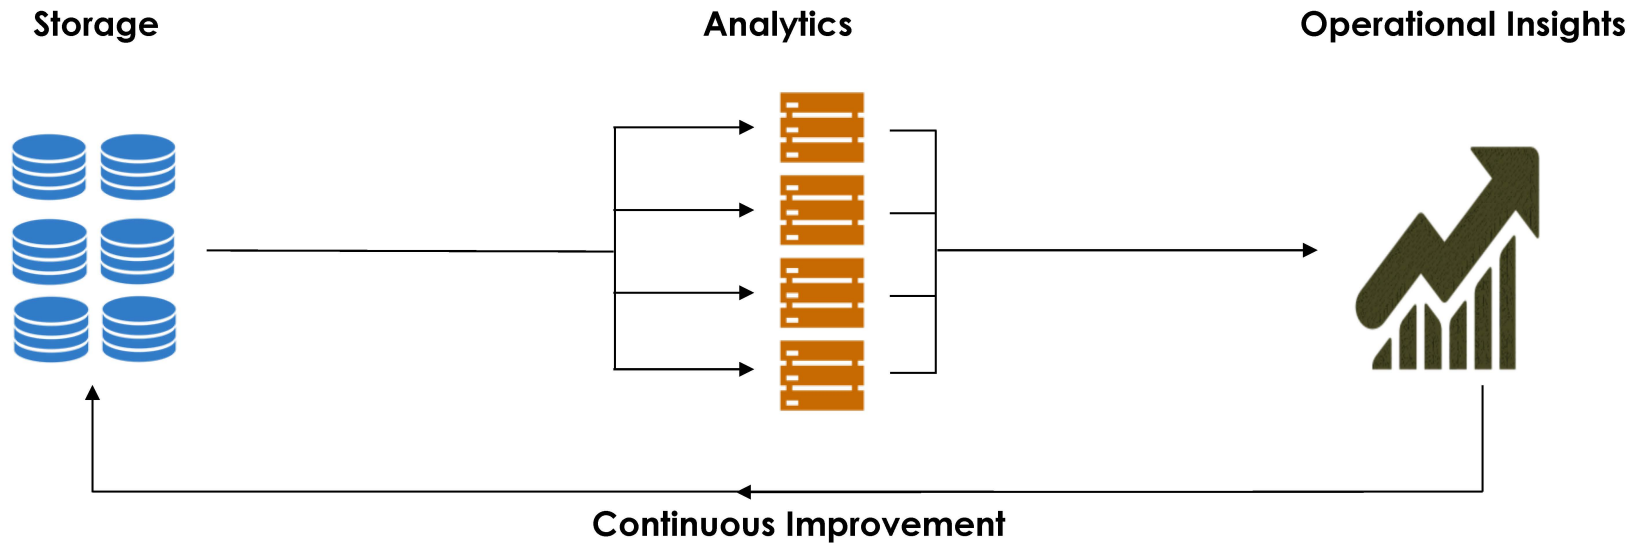 Storage
Analytics
Operational Insights
Continuous Improvement